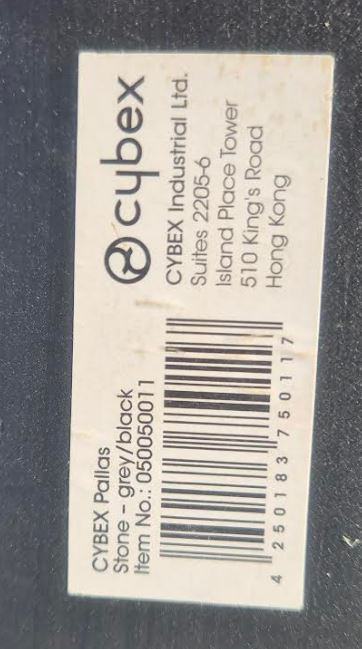 cybex
CYBEX Industrial Ltd.
Suites 2205-6
Island Place Tower
510 King's Road
Hong Kong
CYBEX Pallas
Stone - grey/black
Item No.: 050050011
4 250183 750117